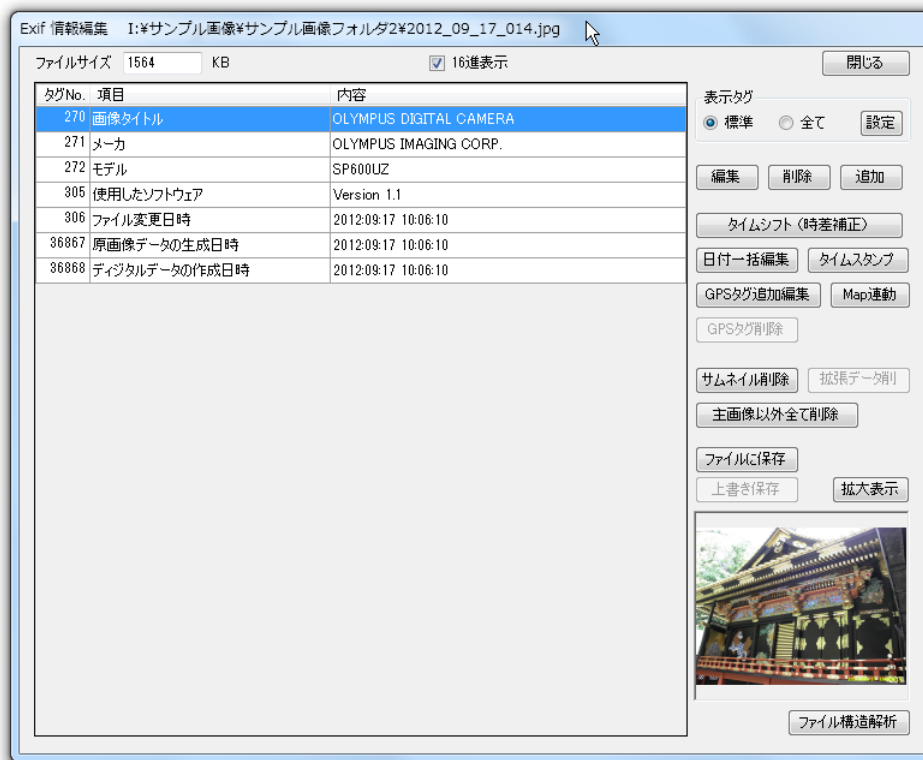 Exif 情報編集 I:¥サンプル画像¥サンプル画像フォルダ2¥2012_09_17_014.jpg
ファイルサイズ 1564 KB
16進表示
閉じる
タグNo. 項目 内容
270 画像タイトル OLYMPUS DIGITAL CAMERA
271 メーカ OLYMPUS IMAGING CORP.
272 モデル SP600UZ
305 使用したソフトウェア Version 1.1
306 ファイル変更日時 2012:09:17 10:06:10
36867 原画像データの生成日時 2012:09:17 10:06:10
36868 ディジタルデータの作成日時 2012:09:17 10:06:10
表示タグ
標準 全て 設定
編集 削除 追加
タイムシフト（時差補正）
日付一括編集 タイムスタンプ
GPSタグ追加編集 Map連動
GPSタグ削除
サムネイル削除 拡張データ削
主画像以外全て削除
ファイルに保存
上書き保存 拡大表示
ファイル構造解析